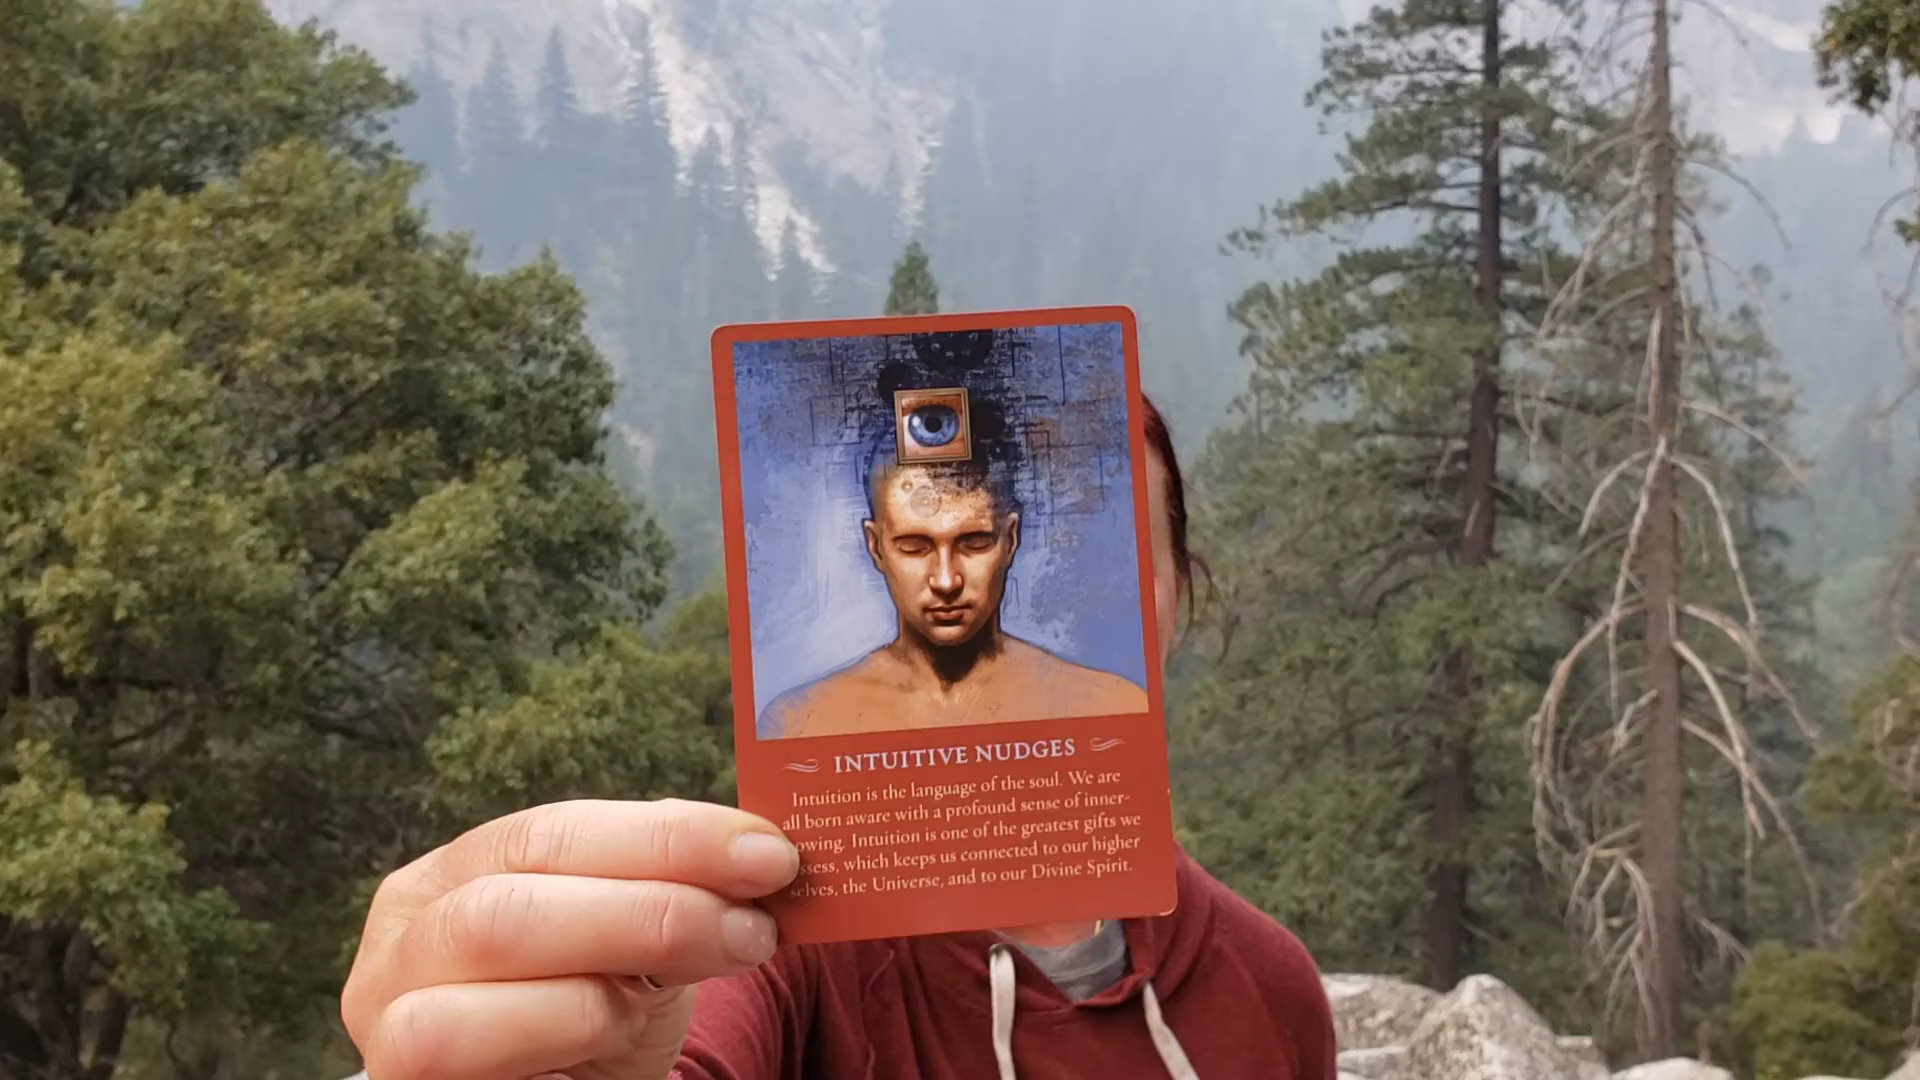 INTUITIVE NUDGES
Intuition is the language of the soul. We are
all born aware with a profound sense of inner-
owing. Intuition is one of the greatest gifts we
ssess, which keeps us connected to our higher
selves, the Universe, and to our Divine Spirit.